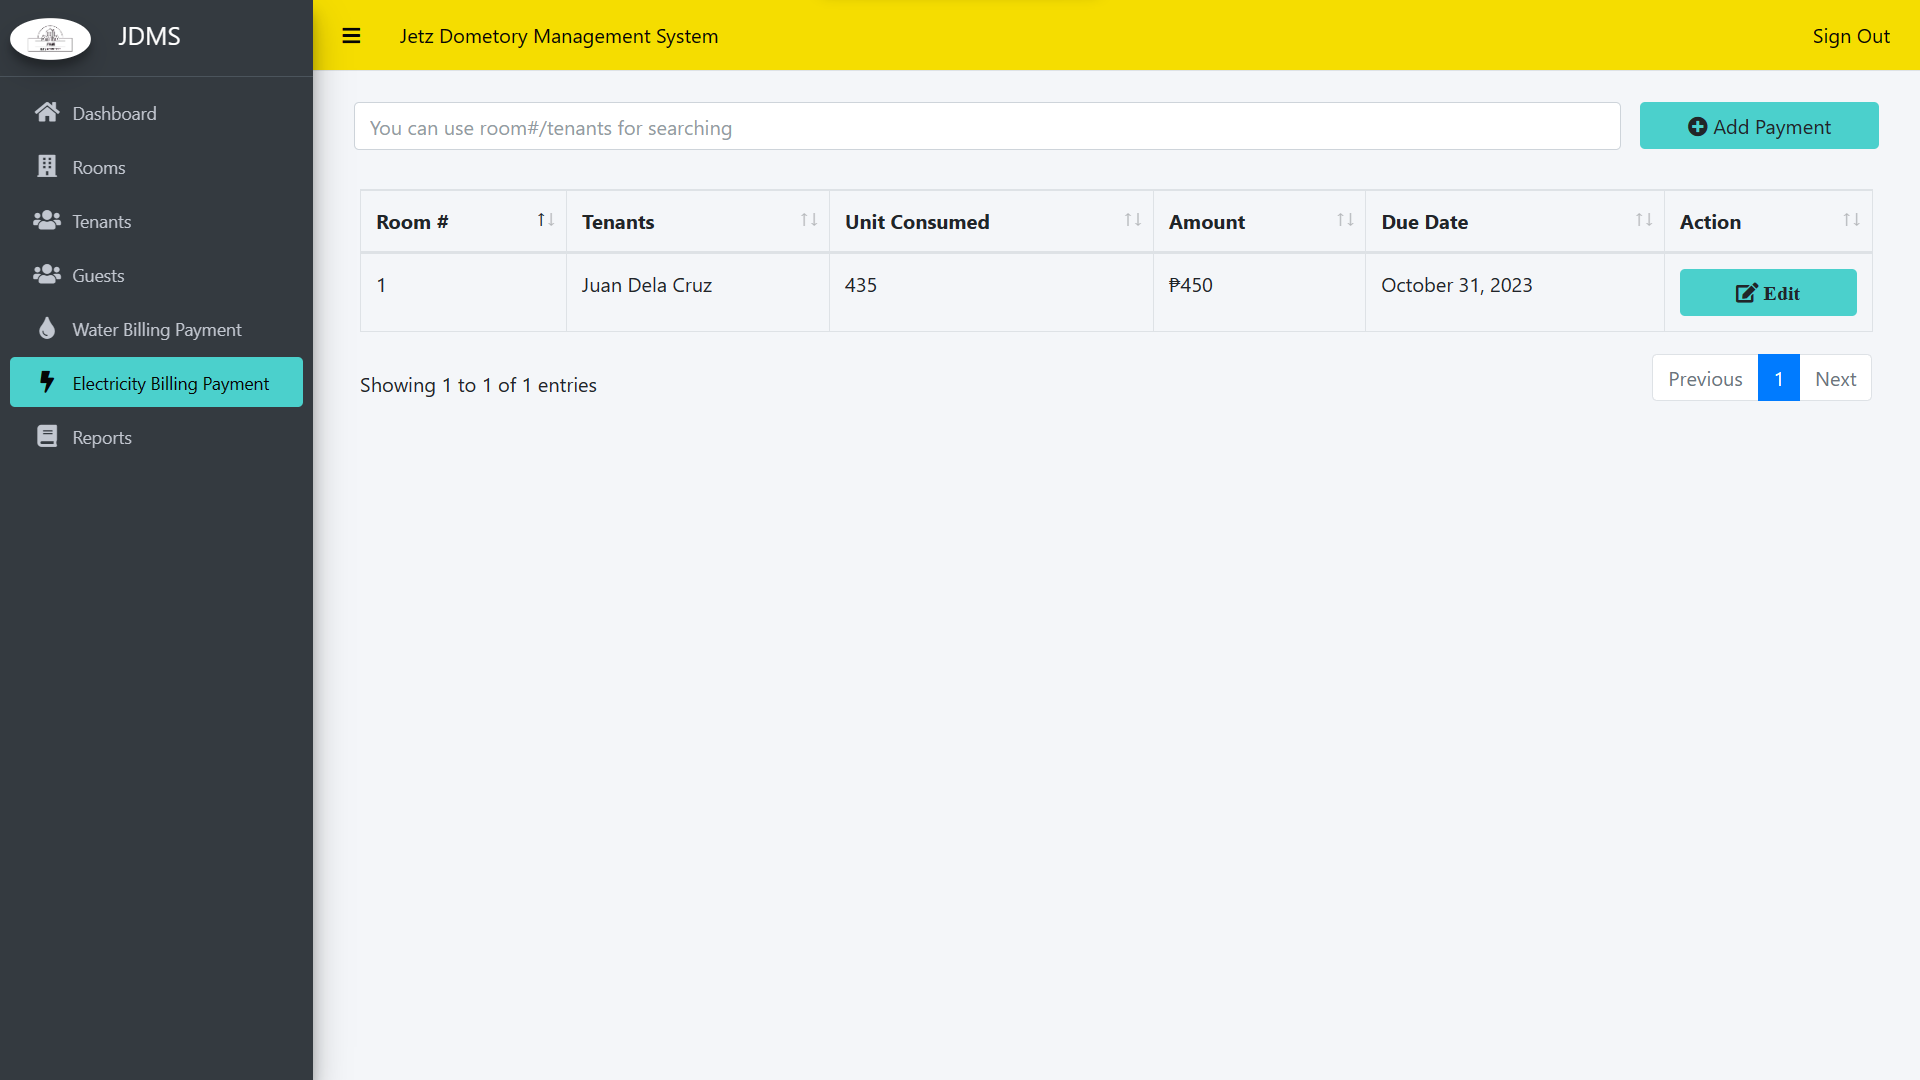 JDMS
Jetz Dometory Management System
Sign Out
Dashboard
Rooms
Tenants
Guests
Water Billing Payment
Electricity Billing Payment
Reports
You can use room#/tenants for searching
Add Payment
Room # Tenants Unit Consumed Amount Due Date Action
1 Juan Dela Cruz 435 ₱450 October 31, 2023 Edit
Showing 1 to 1 of 1 entries
Previous 1 Next